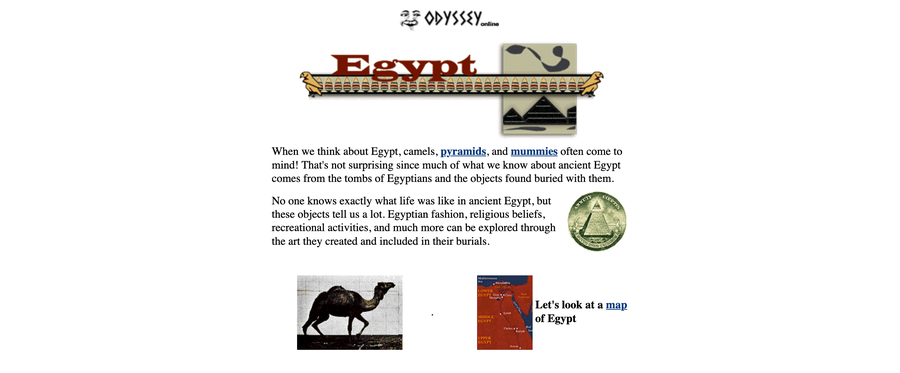 ODYSSEY online
Egypt
When we think about Egypt, camels, pyramids, and mummies often come to
mind! That's not surprising since much of what we know about ancient Egypt
comes from the tombs of Egyptians and the objects found buried with them.
No one knows exactly what life was like in ancient Egypt, but
these objects tell us a lot. Egyptian fashion, religious beliefs,
recreational activities, and much more can be explored through
the art they created and included in their burials.
.
Let's look at a map
of Egypt